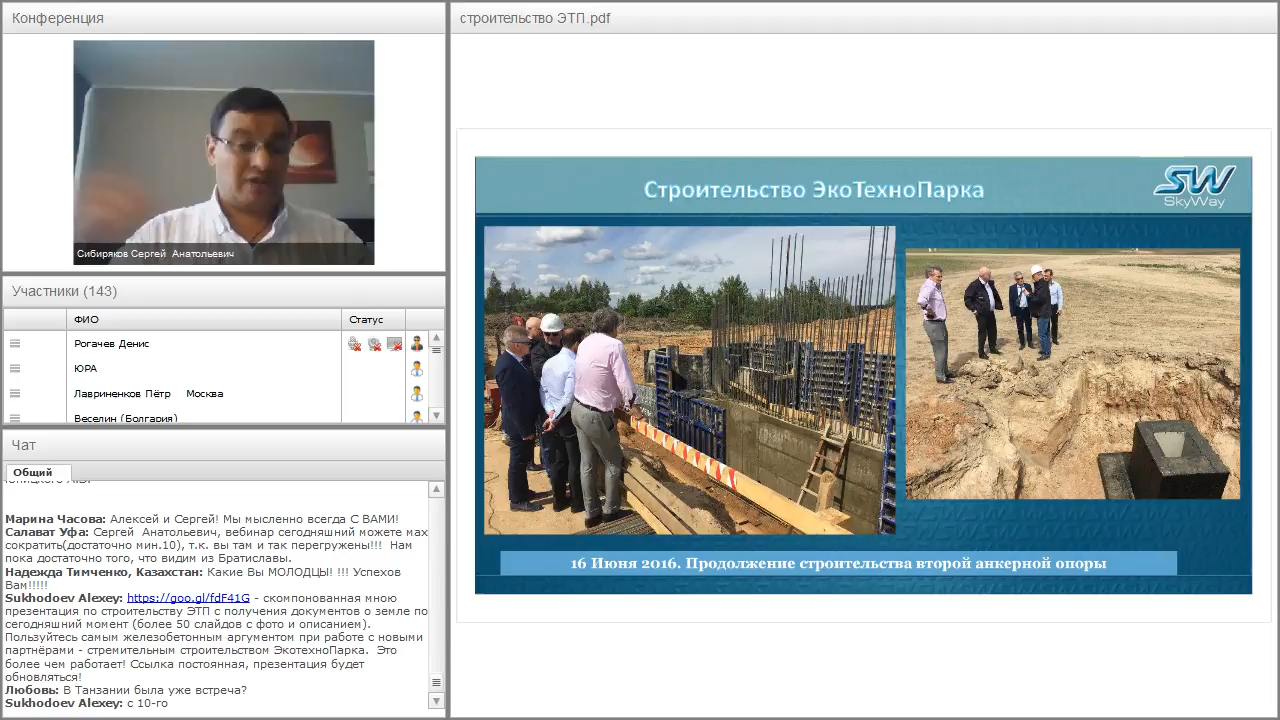 Конференция
Сибиряков Сергей Анатольевич
Участники (143)
ФИО
Статус
Рогачев Денис
ЮРА
Лавриненков Пётр Москва
Веселин (Болгария)
Чат
Общий
Марина Часова: Алексей и Сергей! Мы мысленно всегда С ВАМИ!
Салават Уфа: Сергей Анатольевич, вебинар сегодняшний можете мах
сократить(достаточно мин.10), т.к. вы там и так перегружены!!! Нам
пока достаточно того, что видим из Братиславы.
Надежда Тимченко, Казахстан: Какие Вы МОЛОДЦЫ! !!! Успехов
Вам!!!!!
Sukhodoev Alexey: https://goo.gl/fdF41G - скомпонованная мною
презентация по строительству ЭТП с получения документов о земле по
сегодняшний момент (более 50 слайдов с фото и описанием).
Пользуйтесь самым железобетонным аргументом при работе с новыми
партнёрами - стремительным строительством ЭкотехноПарка. Это
более чем работает! Ссылка постоянная, презентация будет
обновляться!
Любовь: В Танзании была уже встреча?
Sukhodoev Alexey: с 10-го
строительство ЭТП.pdf
Строительство ЭкоТехноПарка
SW
SkyWay
16 Июня 2016. Продолжение строительства второй анкерной опоры